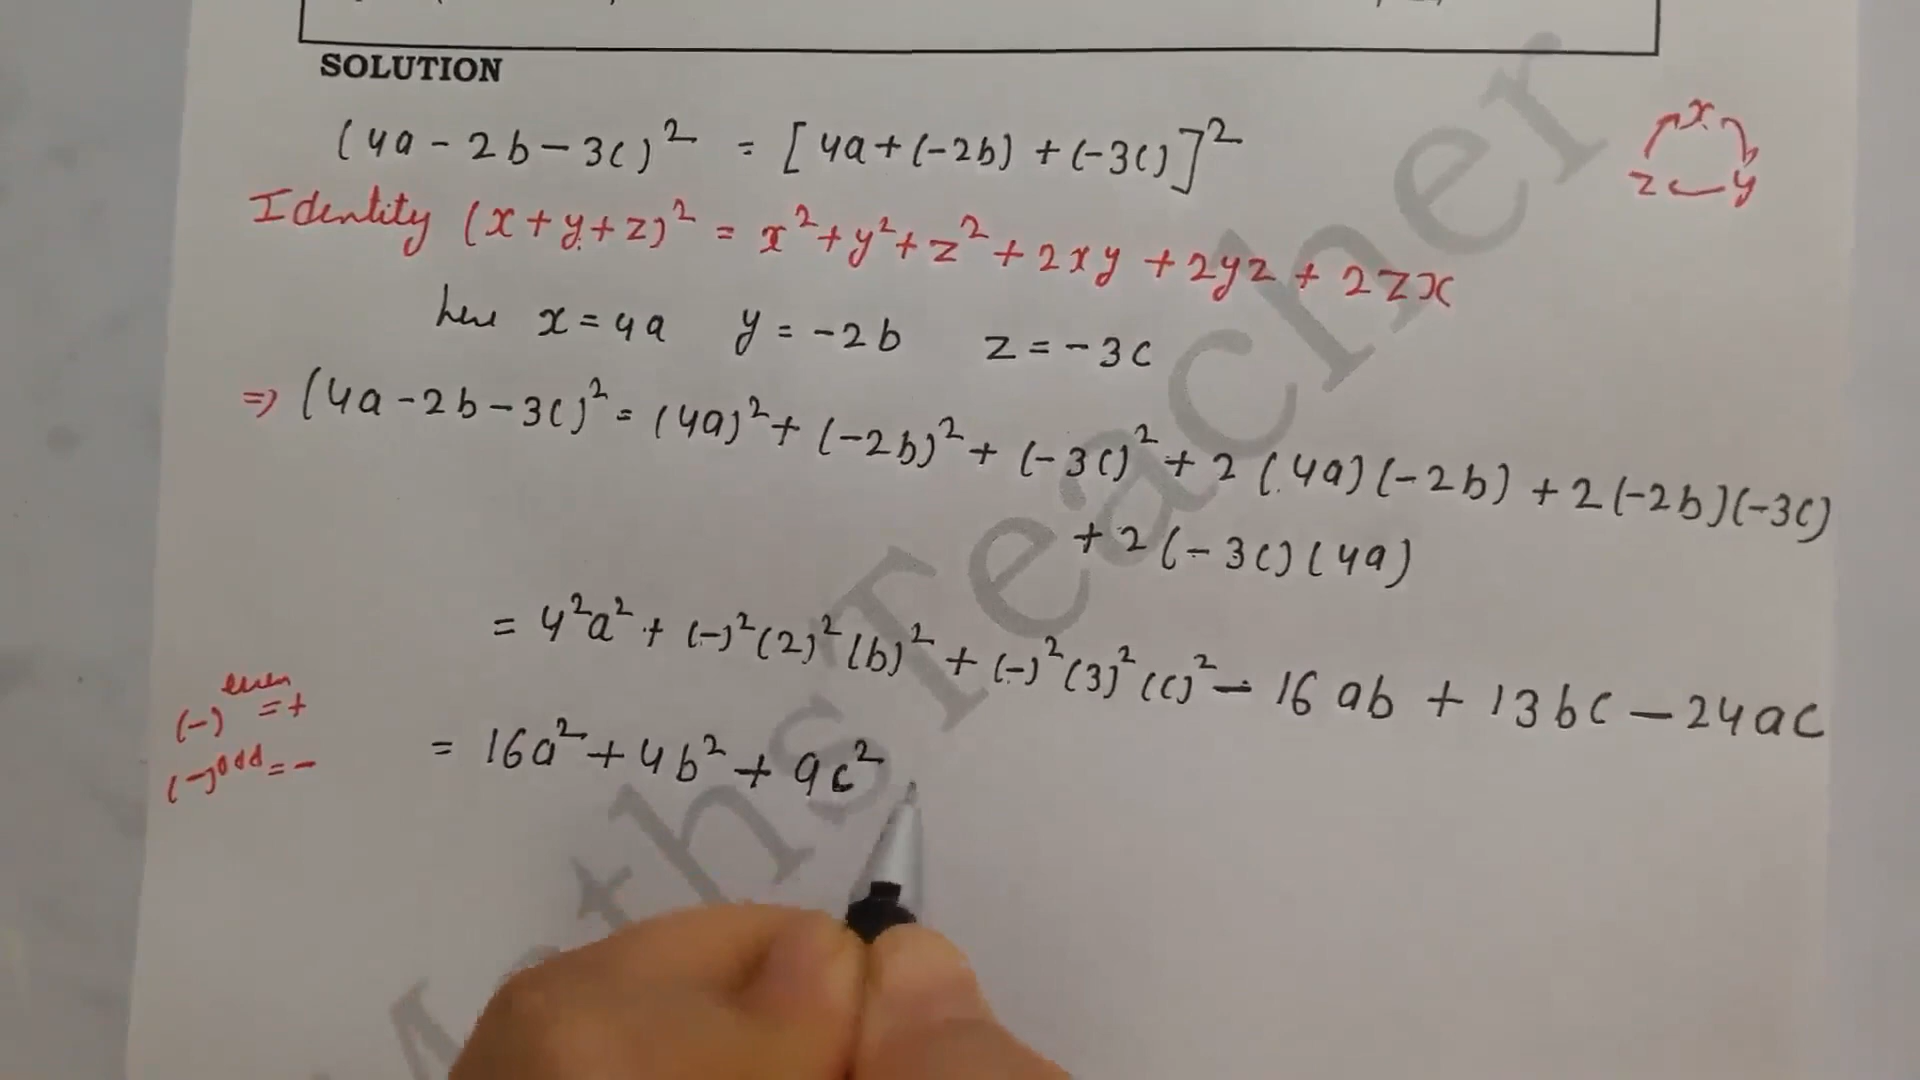 SOLUTION
(4a - 2b - 3c)² = [4a + (-2b) + (-3c)]²
x
z y
Identity (x + y + z)² = x² + y² + z² + 2xy + 2yz + 2zx
here x = 4a y = -2b z = -3c
⇒ (4a - 2b - 3c)² = (4a)² + (-2b)² + (-3c)² + 2(4a)(-2b) + 2(-2b)(-3c)
+ 2(-3c)(4a)
= 4²a² + (-)²(2)²(b)² + (-)²(3)²(c)² - 16ab + 13bc - 24ac
(-)^even = +
(-)^odd = -
= 16a² + 4b² + 9c²
Maths Teacher